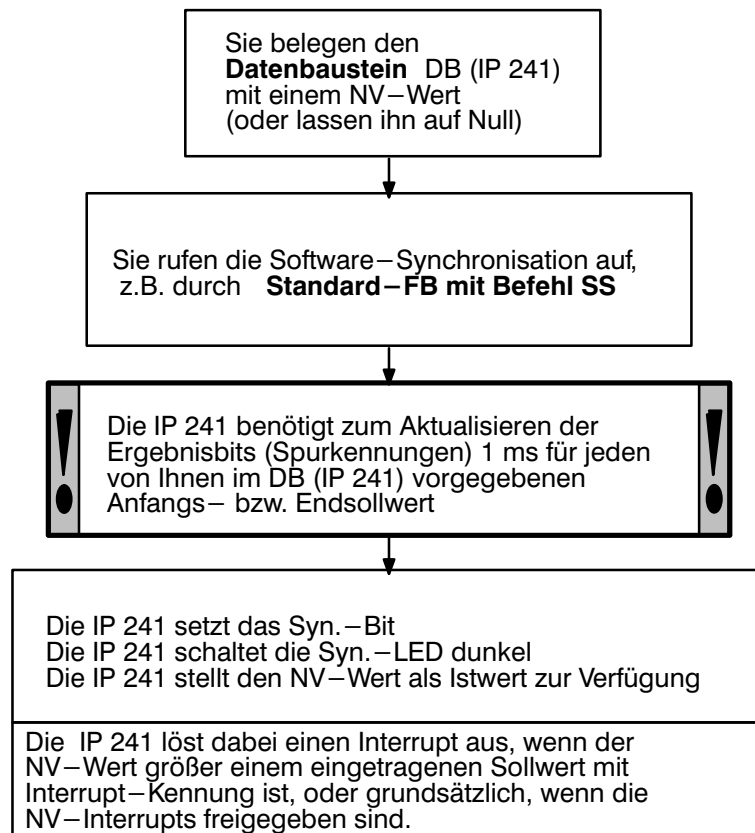 Sie belegen den
Datenbaustein DB (IP 241)
mit einem NV–Wert
(oder lassen ihn auf Null)
Sie rufen die Software–Synchronisation auf,
z.B. durch Standard–FB mit Befehl SS
! Die IP 241 benötigt zum Aktualisieren der !
Ergebnisbits (Spurkennungen) 1 ms für jeden
von Ihnen im DB (IP 241) vorgegebenen
Anfangs– bzw. Endsollwert
Die IP 241 setzt das Syn.–Bit
Die IP 241 schaltet die Syn.–LED dunkel
Die IP 241 stellt den NV–Wert als Istwert zur Verfügung
Die IP 241 löst dabei einen Interrupt aus, wenn der
NV–Wert größer einem eingetragenen Sollwert mit
Interrupt–Kennung ist, oder grundsätzlich, wenn die
NV–Interrupts freigegeben sind.